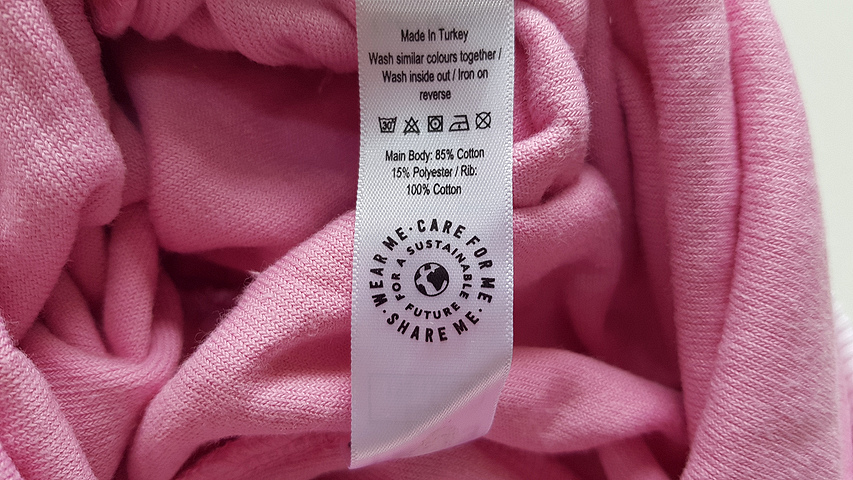 Made In Turkey
Wash similar colours together /
Wash inside out / Iron on
reverse
30
Main Body: 85% Cotton
15% Polyester / Rib:
100% Cotton
WEAR ME · CARE FOR ME · SHARE ME ·
FOR A SUSTAINABLE FUTURE